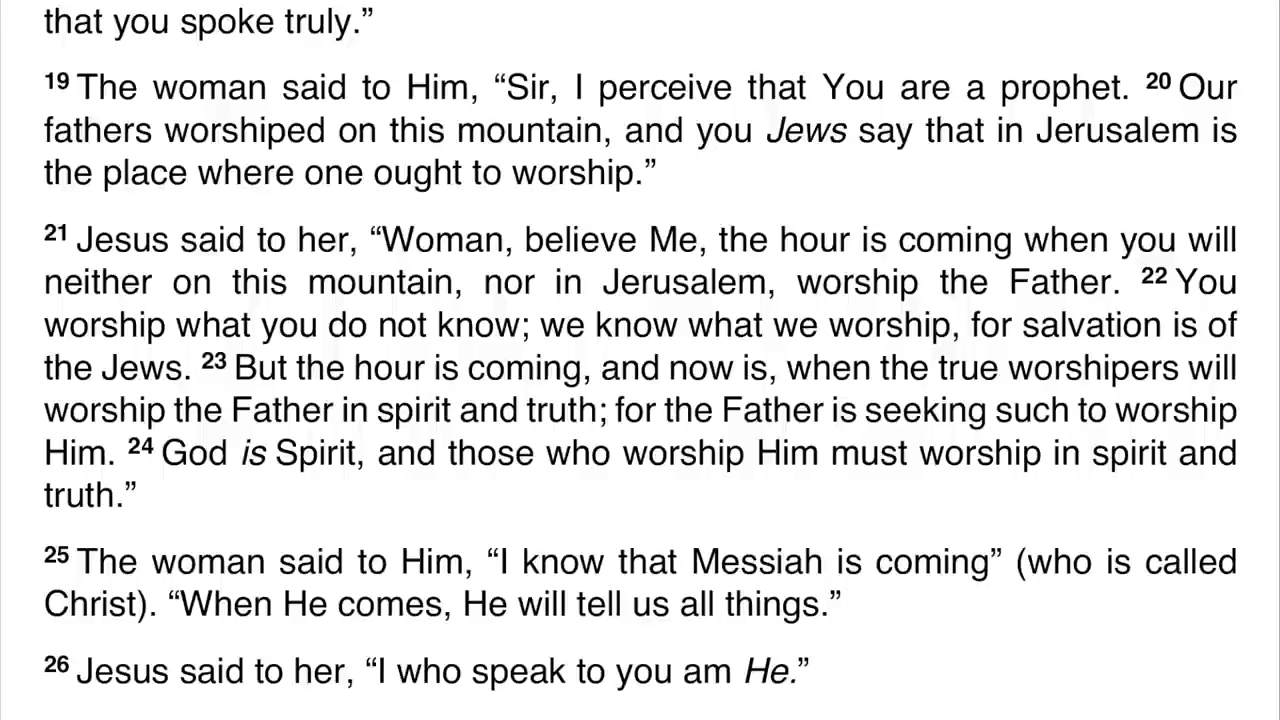 that you spoke truly.”
19 The woman said to Him, “Sir, I perceive that You are a prophet. 20 Our
fathers worshiped on this mountain, and you Jews say that in Jerusalem is
the place where one ought to worship.”
21 Jesus said to her, “Woman, believe Me, the hour is coming when you will
neither on this mountain, nor in Jerusalem, worship the Father. 22 You
worship what you do not know; we know what we worship, for salvation is of
the Jews. 23 But the hour is coming, and now is, when the true worshipers will
worship the Father in spirit and truth; for the Father is seeking such to worship
Him. 24 God is Spirit, and those who worship Him must worship in spirit and
truth.”
25 The woman said to Him, “I know that Messiah is coming” (who is called
Christ). “When He comes, He will tell us all things.”
26 Jesus said to her, “I who speak to you am He.”